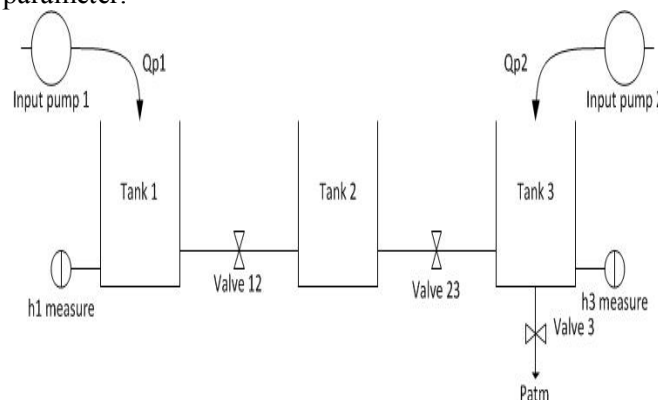 parameter.
Qp1
Qp2
Input pump 1
Input pump 2
Tank 1
Tank 2
Tank 3
Valve 12
Valve 23
h1 measure
h3 measure
Valve 3
Patm